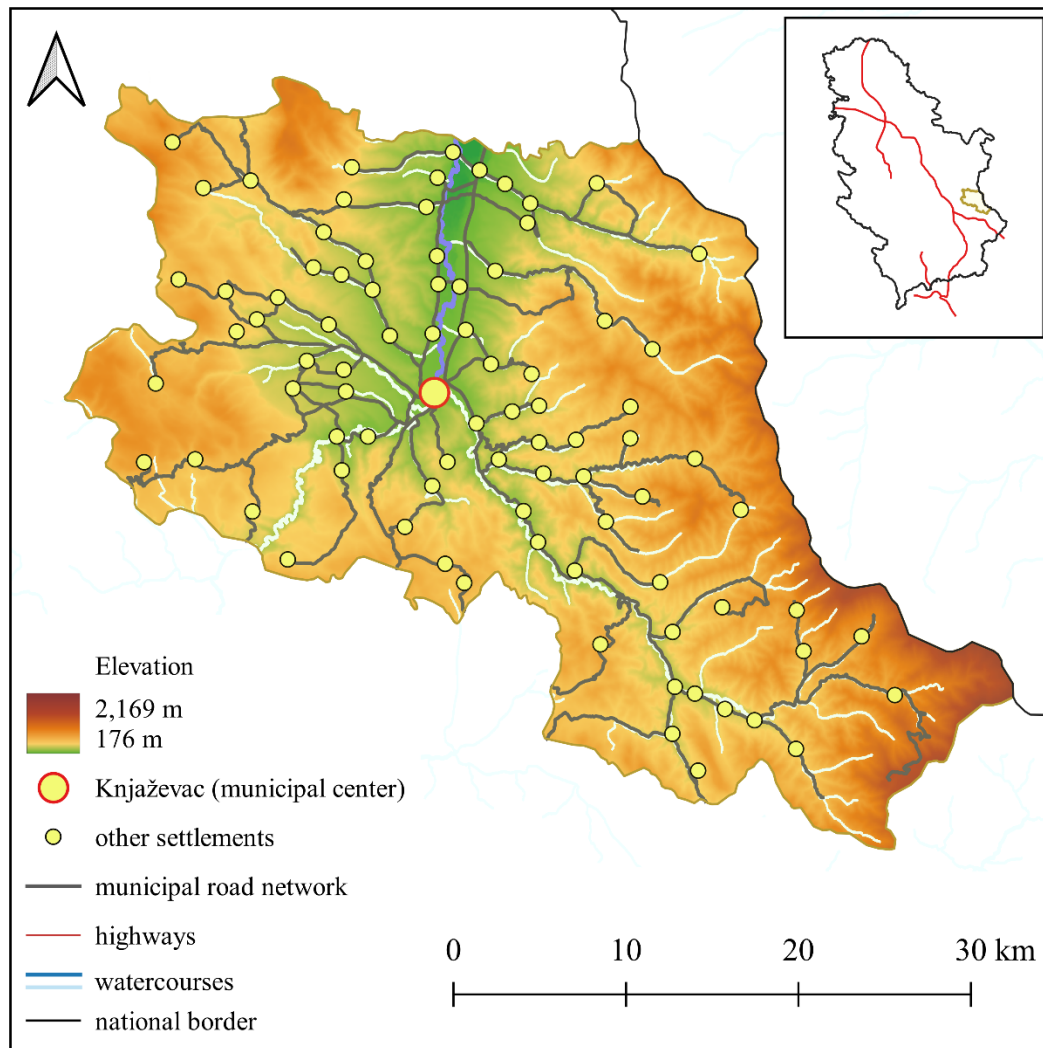 Elevation
2,169 m
176 m
Knjaževac (municipal center)
other settlements
municipal road network
highways
watercourses
national border
0 10 20 30 km